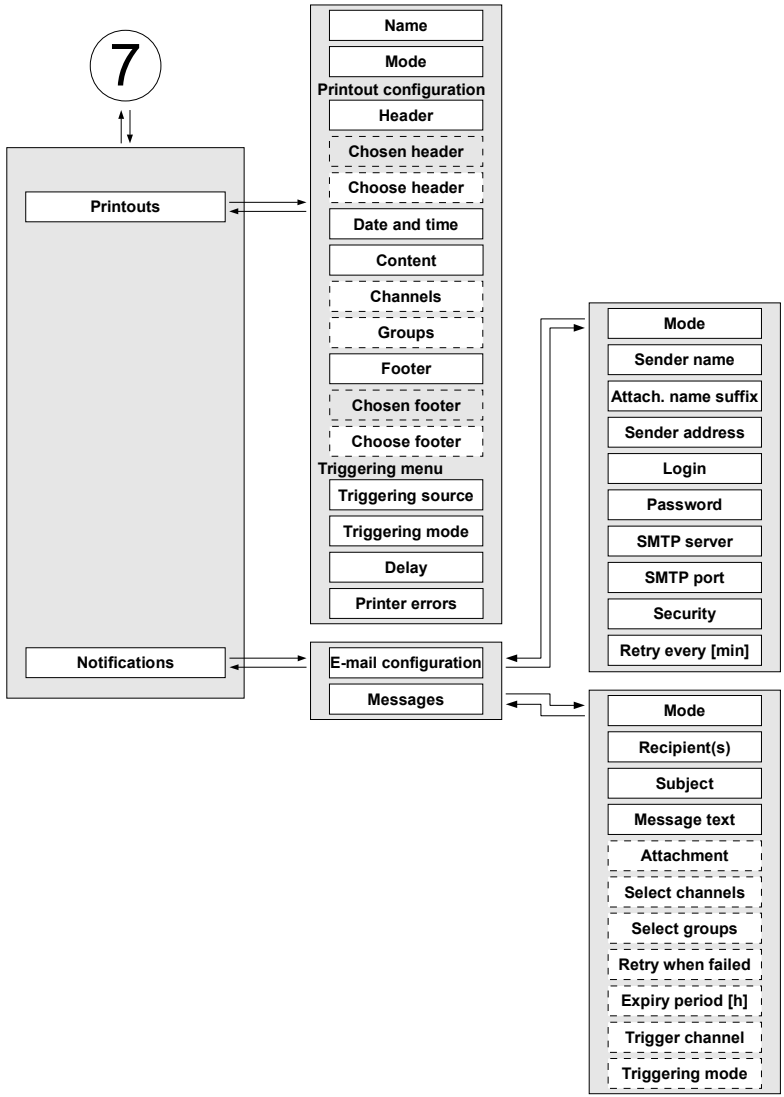 7
Printouts
Notifications
Name
Mode
Printout configuration
Header
Chosen header
Choose header
Date and time
Content
Channels
Groups
Footer
Chosen footer
Choose footer
Triggering menu
Triggering source
Triggering mode
Delay
Printer errors
E-mail configuration
Messages
Mode
Sender name
Attach. name suffix
Sender address
Login
Password
SMTP server
SMTP port
Security
Retry every [min]
Mode
Recipient(s)
Subject
Message text
Attachment
Select channels
Select groups
Retry when failed
Expiry period [h]
Trigger channel
Triggering mode